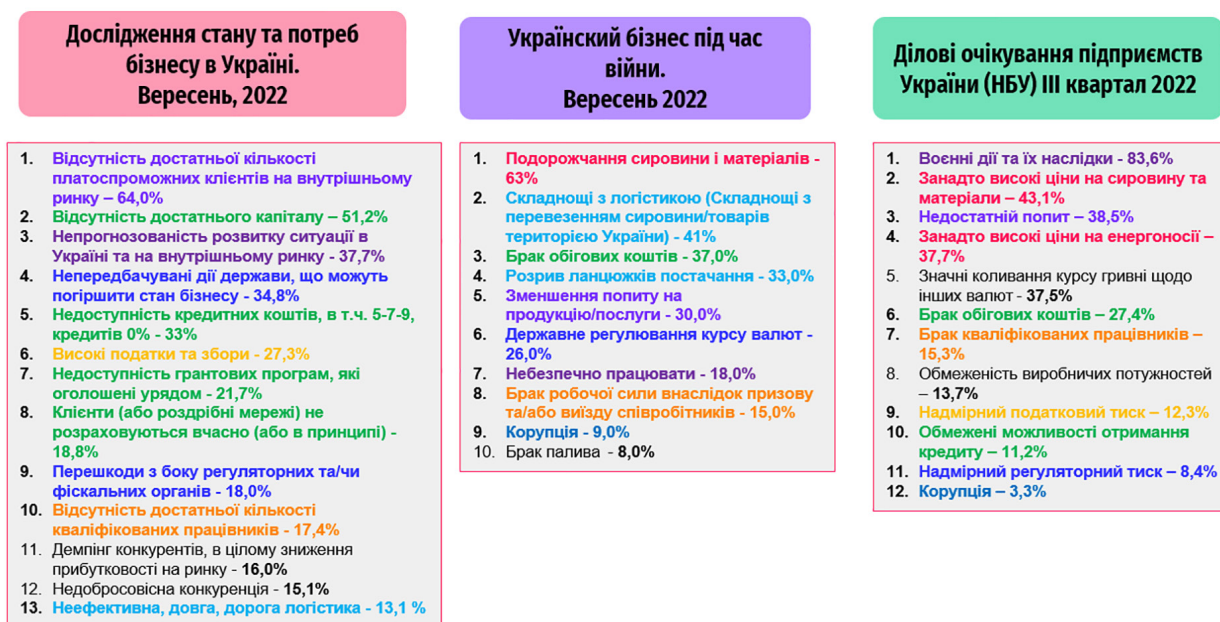 Дослідження стану та потреб
бізнесу в Україні.
Вересень, 2022
1. Відсутність достатньої кількості
платоспроможних клієнтів на внутрішньому
ринку – 64,0%
2. Відсутність достатнього капіталу – 51,2%
3. Непрогнозованість розвитку ситуації в
Україні та на внутрішньому ринку - 37,7%
4. Непередбачувані дії держави, що можуть
погіршити стан бізнесу - 34,8%
5. Недоступність кредитних коштів, в т.ч. 5-7-9,
кредитів 0% - 33%
6. Високі податки та збори - 27,3%
7. Недоступність грантових програм, які
оголошені урядом - 21,7%
8. Клієнти (або роздрібні мережі) не
розраховуються вчасно (або в принципі) -
18,8%
9. Перешкоди з боку регуляторних та/чи
фіскальних органів - 18,0%
10. Відсутність достатньої кількості
кваліфікованих працівників - 17,4%
11. Демпінг конкурентів, в цілому зниження
прибутковості на ринку - 16,0%
12. Недобросовісна конкуренція - 15,1%
13. Неефективна, довга, дорога логістика - 13,1 %
Українский бізнес під час
війни.
Вересень 2022
1. Подорожчання сировини і матеріалів -
63%
2. Складнощі з логістикою (Складнощі з
перевезенням сировини/товарів
територією України) - 41%
3. Брак обігових коштів - 37,0%
4. Розрив ланцюжків постачання - 33,0%
5. Зменшення попиту на
продукцію/послуги - 30,0%
6. Державне регулювання курсу валют -
26,0%
7. Небезпечно працювати - 18,0%
8. Брак робочої сили внаслідок призову
та/або виїзду співробітників - 15,0%
9. Корупція - 9,0%
10. Брак палива - 8,0%
Ділові очікування підприємств
України (НБУ) III квартал 2022
1. Воєнні дії та їх наслідки - 83,6%
2. Занадто високі ціни на сировину та
матеріали – 43,1%
3. Недостатній попит – 38,5%
4. Занадто високі ціни на енергоносії –
37,7%
5. Значні коливання курсу гривні щодо
інших валют - 37,5%
6. Брак обігових коштів – 27,4%
7. Брак кваліфікованих працівників –
15,3%
8. Обмеженість виробничих потужностей
– 13,7%
9. Надмірний податковий тиск – 12,3%
10. Обмежені можливості отримання
кредиту – 11,2%
11. Надмірний регуляторний тиск – 8,4%
12. Корупція – 3,3%